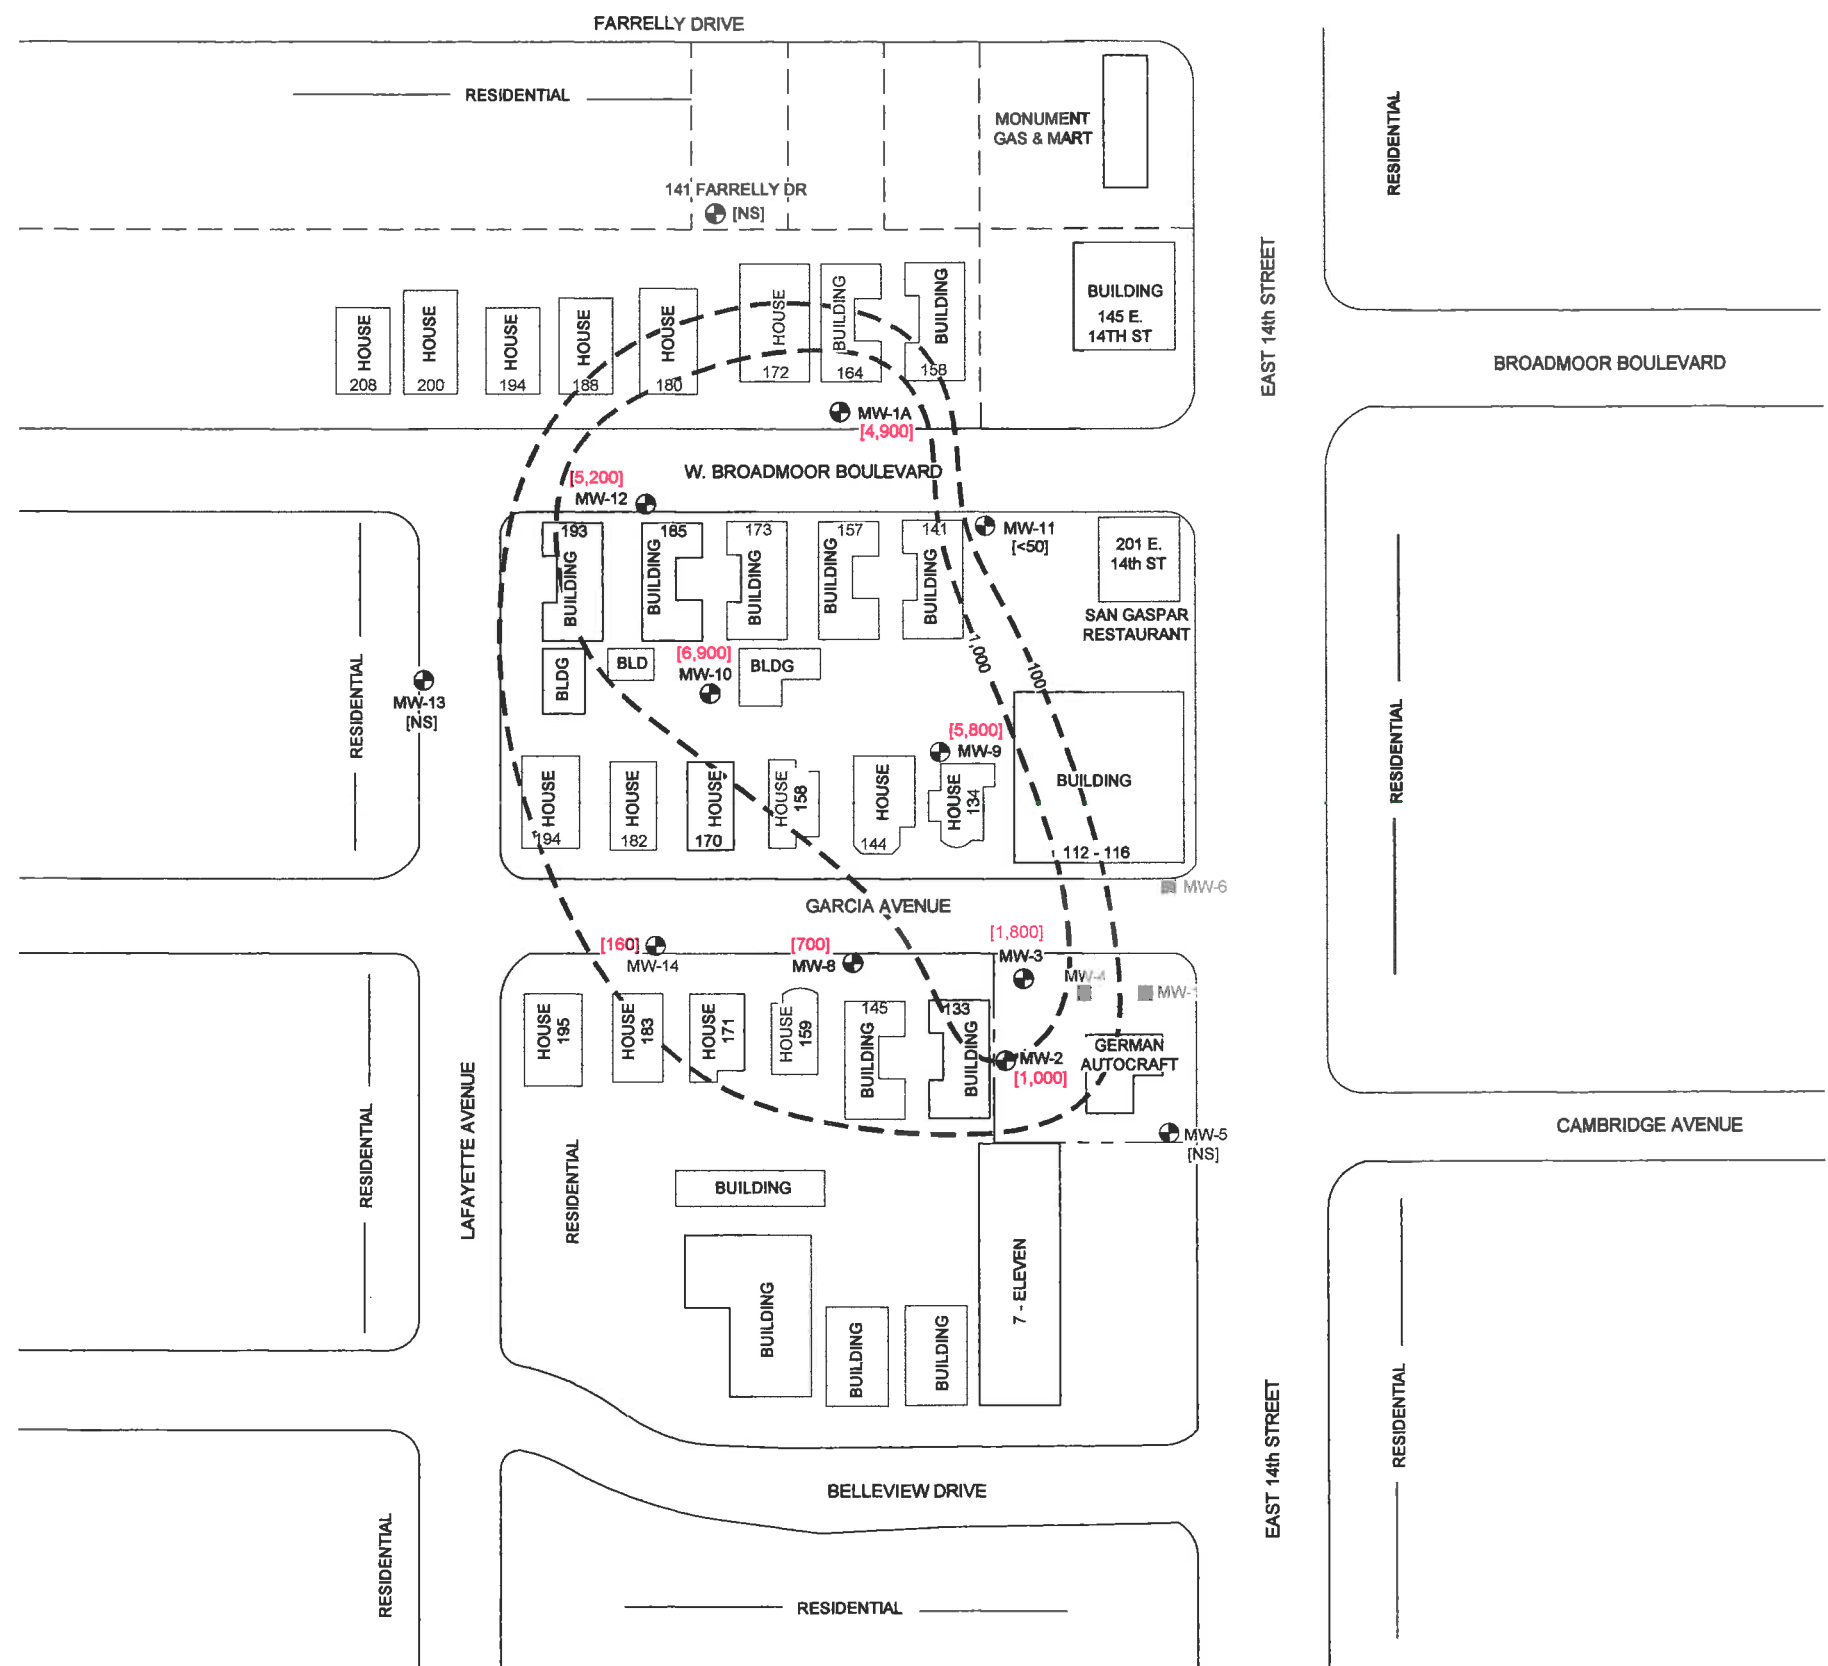 FARRELLY DRIVE
RESIDENTIAL
MONUMENT
GAS & MART
RESIDENTIAL
141 FARRELLY DR
[NS]
EAST 14th STREET
BUILDING
145 E.
14TH ST
HOUSE
208
HOUSE
200
HOUSE
194
HOUSE
188
HOUSE
180
HOUSE
172
BUILDING
164
BUILDING
158
BROADMOOR BOULEVARD
MW-1A
[4,900]
W. BROADMOOR BOULEVARD
[5,200]
MW-12
193
BUILDING
165
BUILDING
173
BUILDING
157
BUILDING
141
BUILDING
MW-11
[<50]
201 E.
14th ST
SAN GASPAR
RESTAURANT
1,000
100
RESIDENTIAL
MW-13
[NS]
BLDG
BLD
[6,900]
MW-10
BLDG
[5,800]
MW-9
RESIDENTIAL
BUILDING
112 - 116
HOUSE
194
HOUSE
182
HOUSE
170
HOUSE
158
HOUSE
144
HOUSE
134
MW-6
GARCIA AVENUE
[160]
MW-14
[700]
MW-8
[1,800]
MW-3
MW-4
HOUSE
195
HOUSE
183
HOUSE
171
HOUSE
159
145
BUILDING
133
BUILDING
MW-2
[1,000]
GERMAN
AUTOCRAFT
MW-5
[NS]
CAMBRIDGE AVENUE
RESIDENTIAL
LAFAYETTE AVENUE
RESIDENTIAL
BUILDING
BUILDING
BUILDING
BUILDING
7 - ELEVEN
EAST 14th STREET
RESIDENTIAL
BELLEVIEW DRIVE
RESIDENTIAL
RESIDENTIAL